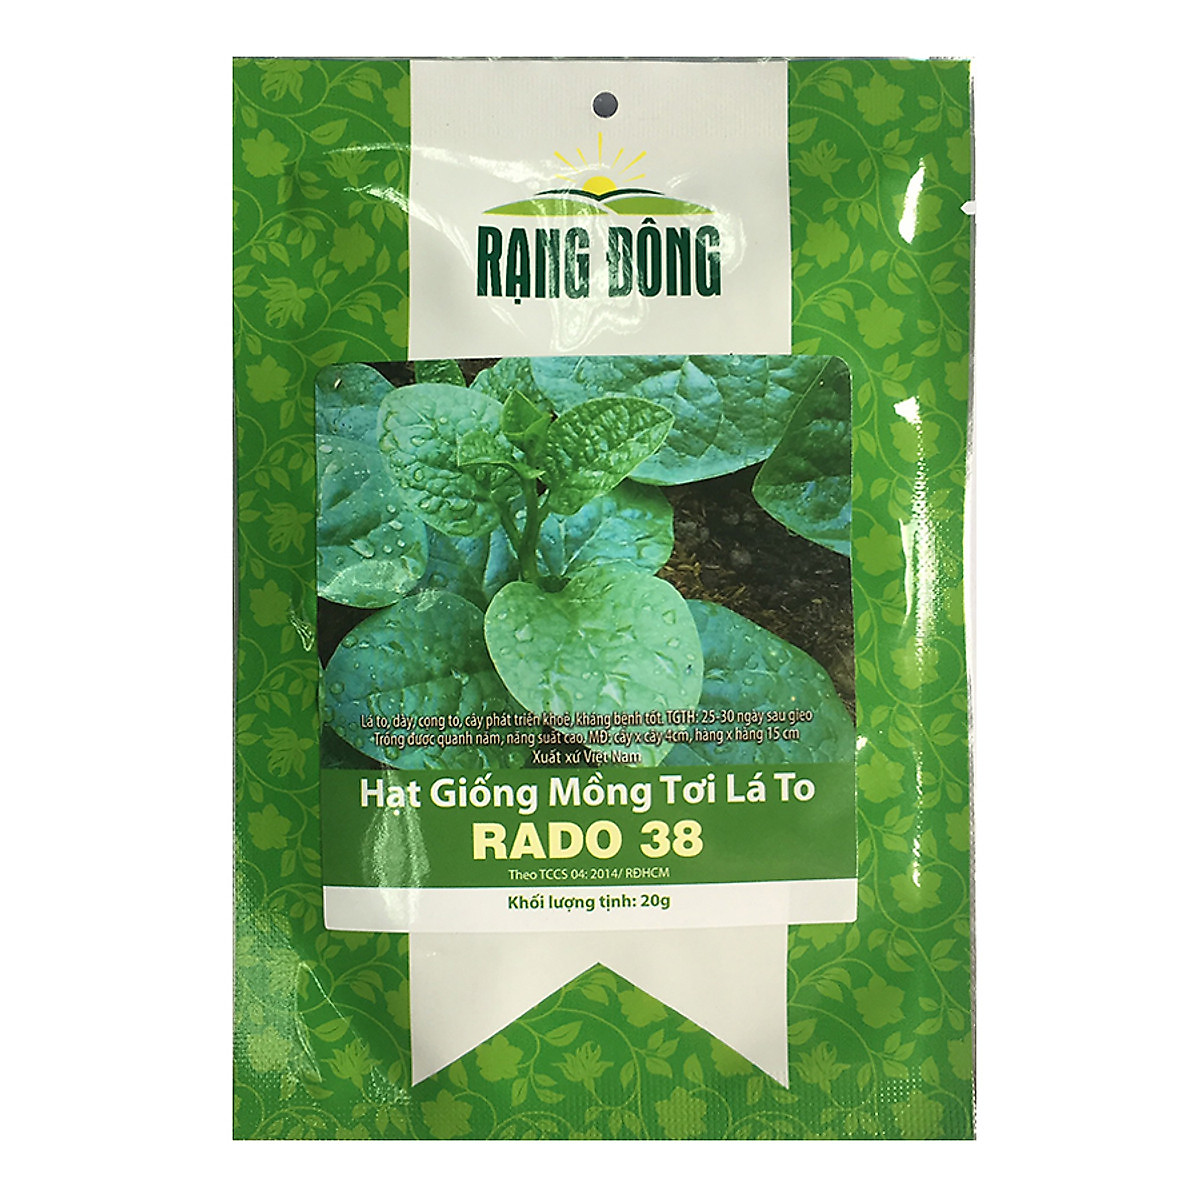 RẠNG ĐÔNG
Lá to, dày, cọng to, cây phát triển khoẻ, kháng bệnh tốt. TGTH: 25-30 ngày sau gieo
Trồng được quanh năm, năng suất cao. MĐ: cây x cây 4cm, hàng x hàng 15 cm
Xuất xứ Việt Nam
Hạt Giống Mồng Tơi Lá To
RADO 38
Theo TCCS 04: 2014/ RĐHCM
Khối lượng tịnh: 20g